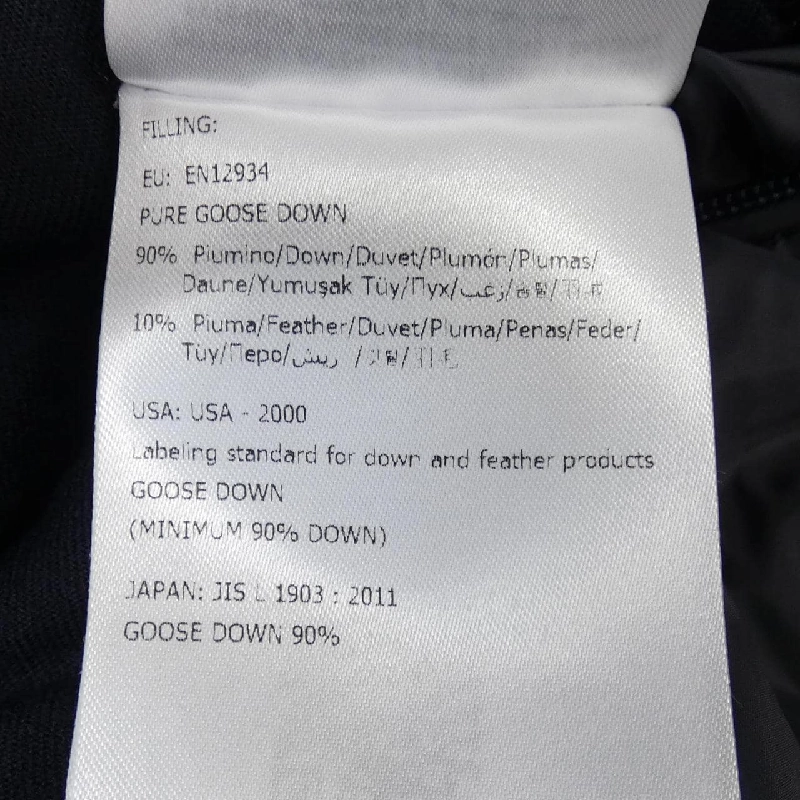 FILLING:
EU: EN12934
PURE GOOSE DOWN
90% Piumino/Down/Duvet/Plumón/Plumas/
Daune/Yumuşak Tüy/Пух/زغب/
10% Piuma/Feather/Duvet/Pluma/Penas/Feder/
Tüy/Перо/ريش /
USA: USA - 2000
Labeling standard for down and feather products
GOOSE DOWN
(MINIMUM 90% DOWN)
JAPAN: JIS L 1903 : 2011
GOOSE DOWN 90%